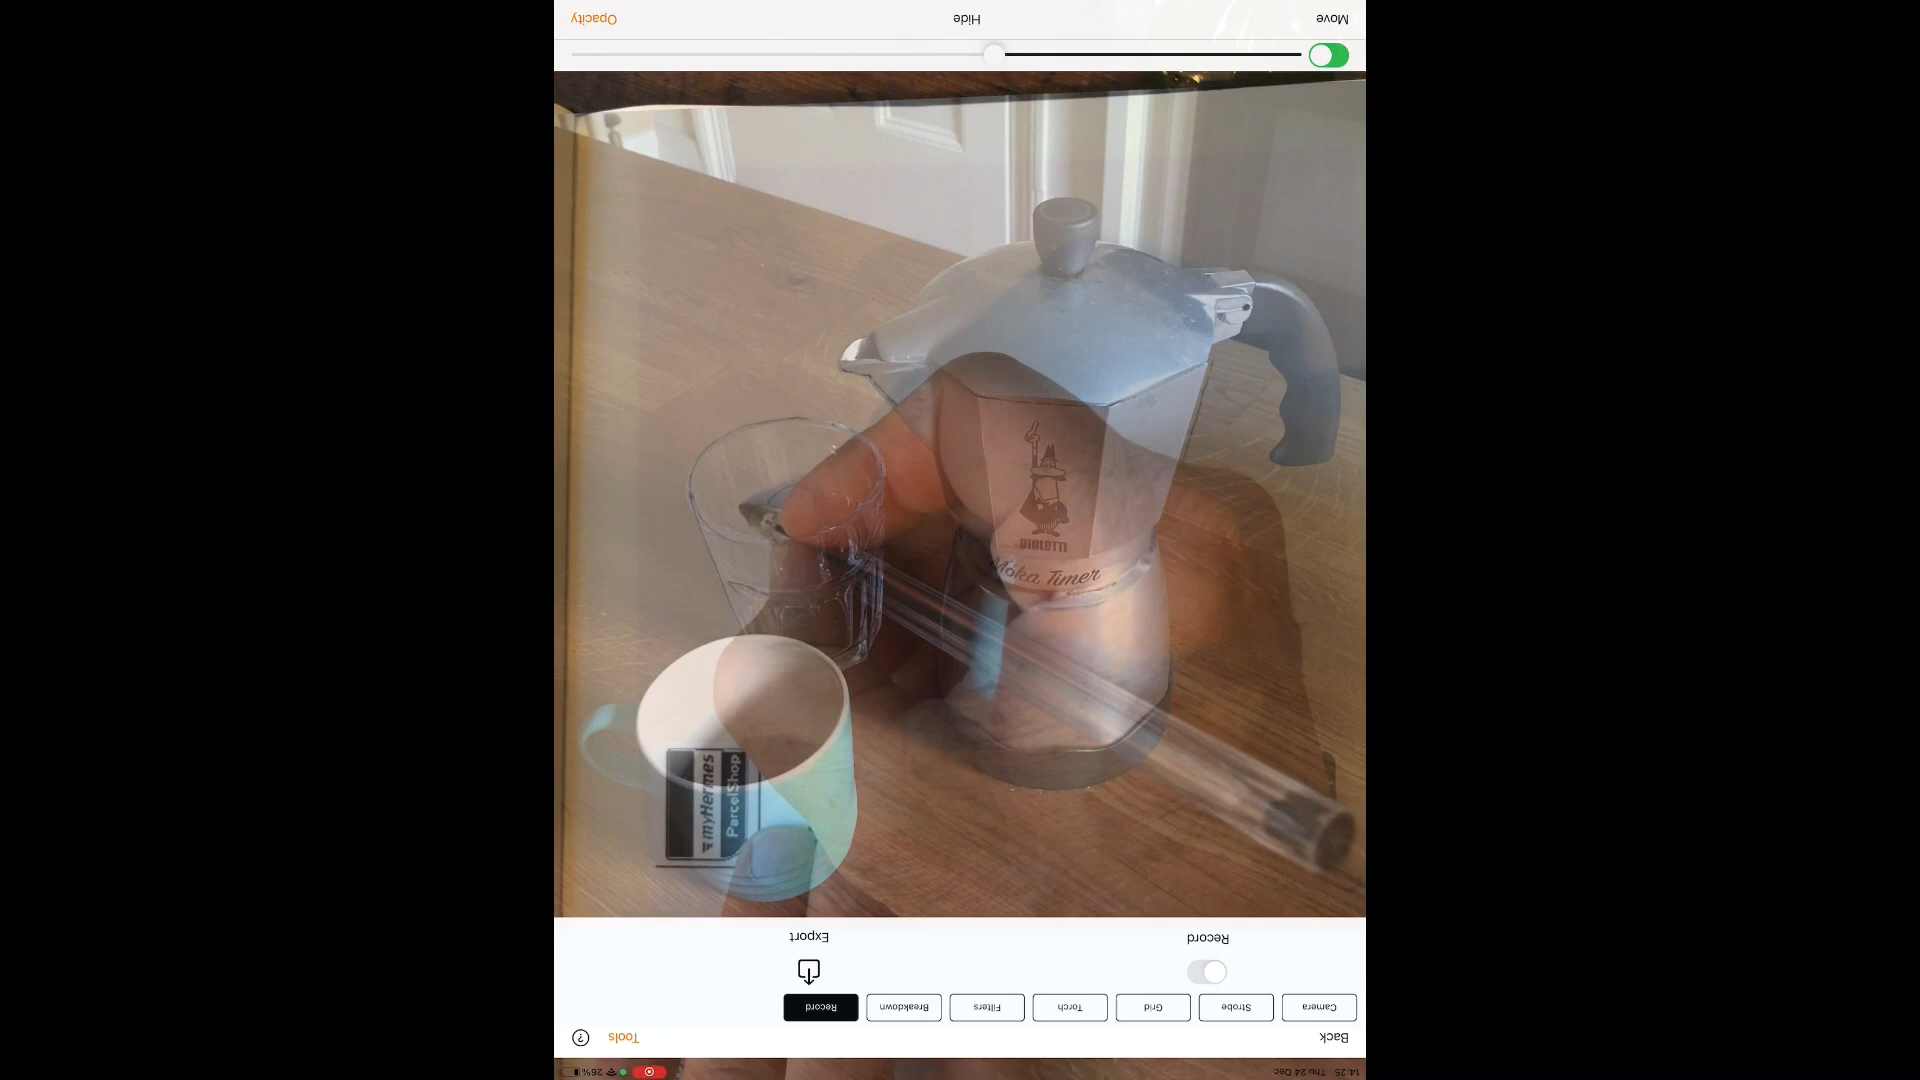 14:25 Thu 24 Dec
26%
Back
Tools
?
Camera
Strobe
Grid
Torch
Filters
Breakdown
Record
Record
Export
myHermes
ParcelShop
BIALETTI
Moka Timer
Move
Hide
Opacity